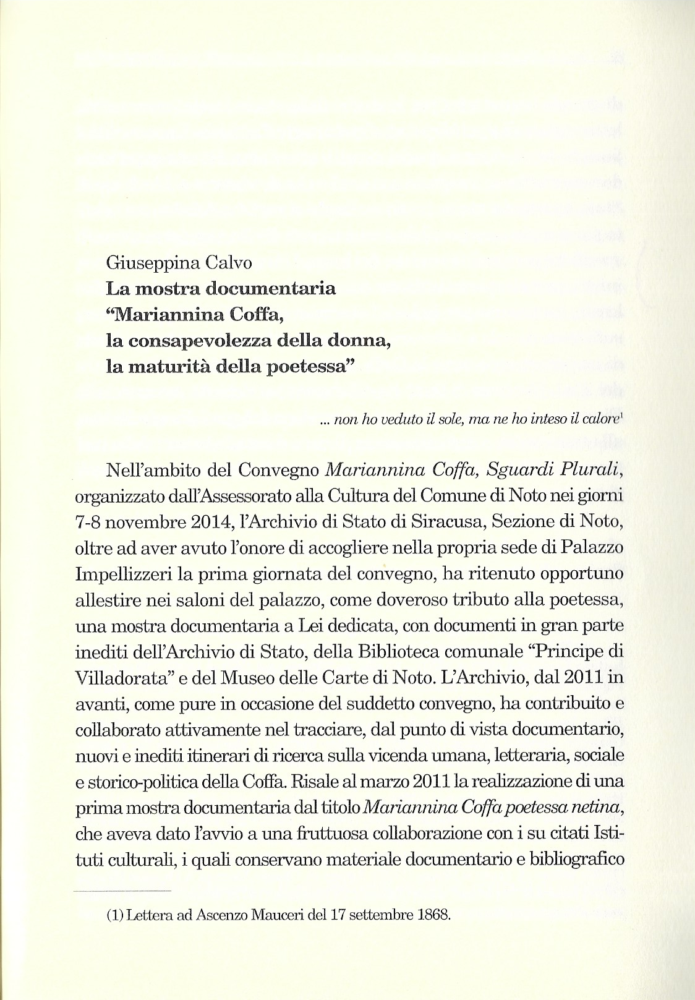 Giuseppina Calvo
La mostra documentaria
“Mariannina Coffa,
la consapevolezza della donna,
la maturità della poetessa”
... non ho veduto il sole, ma ne ho inteso il calore¹
Nell’ambito del Convegno Mariannina Coffa, Sguardi Plurali,
organizzato dall’Assessorato alla Cultura del Comune di Noto nei giorni
7-8 novembre 2014, l’Archivio di Stato di Siracusa, Sezione di Noto,
oltre ad aver avuto l’onore di accogliere nella propria sede di Palazzo
Impellizzeri la prima giornata del convegno, ha ritenuto opportuno
allestire nei saloni del palazzo, come doveroso tributo alla poetessa,
una mostra documentaria a Lei dedicata, con documenti in gran parte
inediti dell’Archivio di Stato, della Biblioteca comunale “Principe di
Villadorata” e del Museo delle Carte di Noto. L’Archivio, dal 2011 in
avanti, come pure in occasione del suddetto convegno, ha contribuito e
collaborato attivamente nel tracciare, dal punto di vista documentario,
nuovi e inediti itinerari di ricerca sulla vicenda umana, letteraria, sociale
e storico-politica della Coffa. Risale al marzo 2011 la realizzazione di una
prima mostra documentaria dal titolo Mariannina Coffa poetessa netina,
che aveva dato l’avvio a una fruttuosa collaborazione con i su citati Isti-
tuti culturali, i quali conservano materiale documentario e bibliografico
(1) Lettera ad Ascenzo Mauceri del 17 settembre 1868.